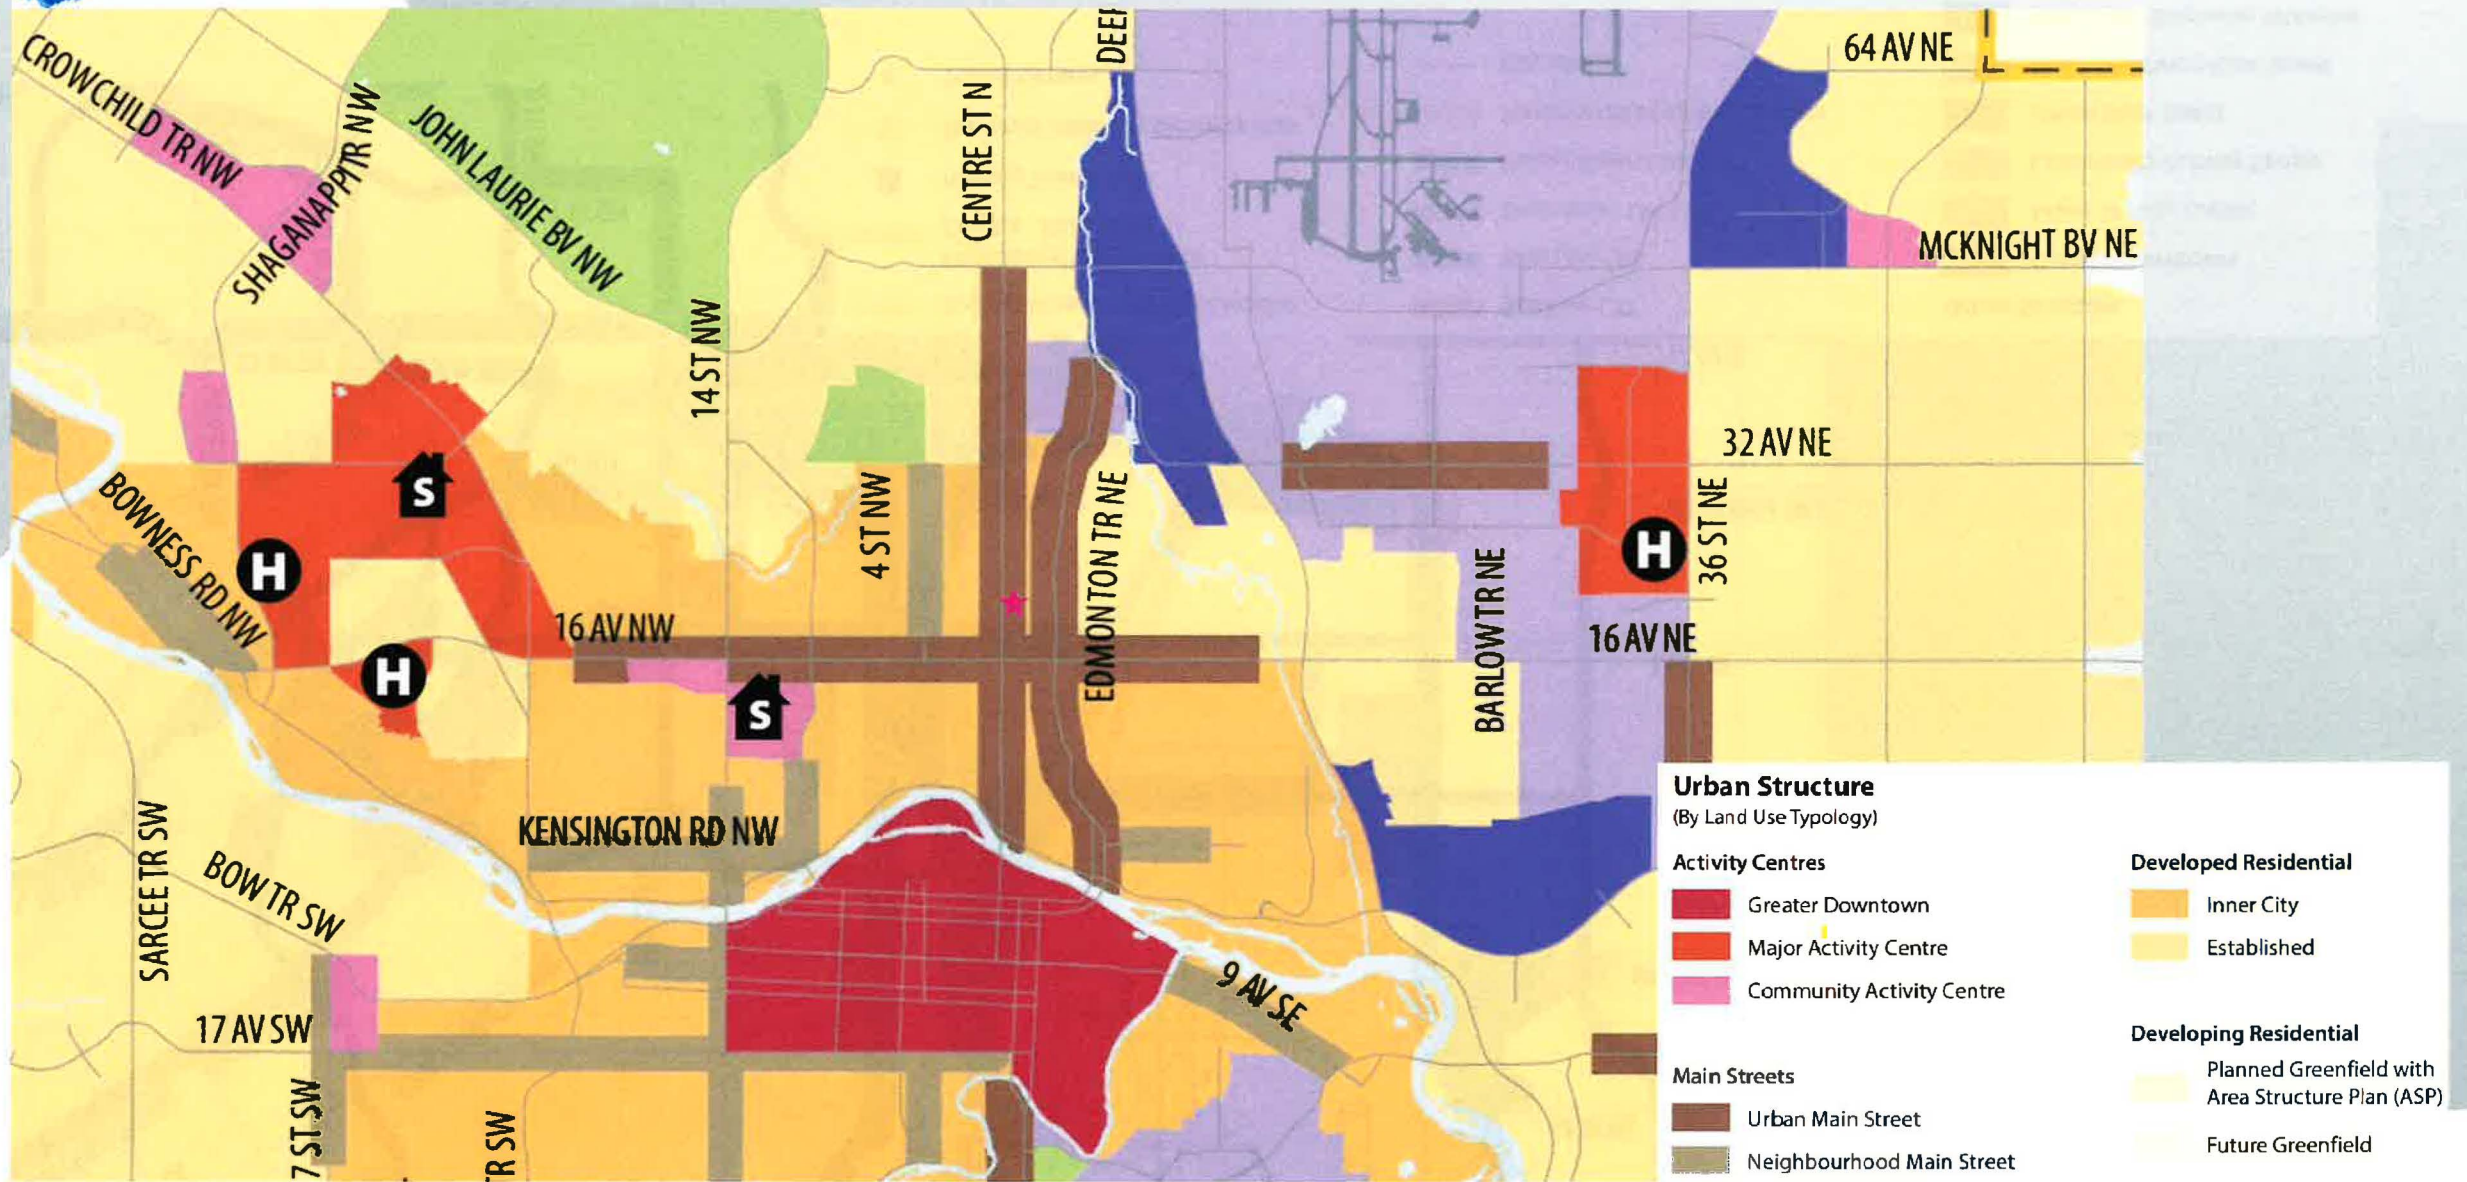 CROWCHILD TR NW
SHAGANAPPI TR NW
JOHN LAURIE BV NW
CENTRE ST N
64 AV NE
MCKNIGHT BV NE
14 ST NW
32 AV NE
BOWNESS RD NW
S
H
4 ST NW
EDMONTON TR NE
BARLOW TR NE
H
36 ST NE
16 AV NW
16 AV NE
H
S
KENSINGTON RD NW
SARCEE TR SW
BOW TR SW
9 AV SE
17 AV SW
7 ST SW
TR SW
Urban Structure
(By Land Use Typology)
Activity Centres
Greater Downtown
Major Activity Centre
Community Activity Centre
Main Streets
Urban Main Street
Neighbourhood Main Street
Developed Residential
Inner City
Established
Developing Residential
Planned Greenfield with
Area Structure Plan (ASP)
Future Greenfield